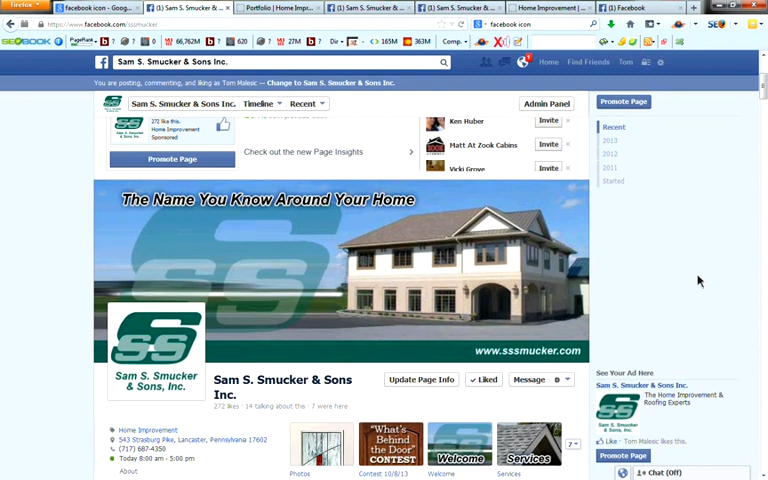 Firefox
facebook icon - Goog...
(1) Sam S. Smucker & ...
Portfolio | Home Impr...
(1) Sam S. Smucker & ...
(1) Sam S. Smucker & ...
Home Improvement | ...
(1) Facebook
https://www.facebook.com/sssmucker
facebook icon
SEO
SEOBOOK
PageRank
66,762M
620
27M
Dir
165M
363M
Comp.
Sam S. Smucker & Sons Inc.
Home
Find Friends
Tom
You are posting, commenting, and liking as Tom Malesic — Change to Sam S. Smucker & Sons Inc.
Sam S. Smucker & Sons Inc.
Timeline
Recent
Admin Panel
Promote Page
272 like this.
Home Improvement
Sponsored
Promote Page
Check out the new Page Insights
Ken Huber
Invite
Matt At Zook Cabins
Invite
Vicki Grove
Invite
Recent
2013
2012
2011
Started
The Name You Know Around Your Home
SS
www.sssmucker.com
SS
Sam S. Smucker
& Sons, Inc.
Sam S. Smucker & Sons
Inc.
272 likes · 14 talking about this · 7 were here
Update Page Info
Liked
Message
Home Improvement
543 Strasburg Pike, Lancaster, Pennsylvania 17602
(717) 687-4350
Today 8:00 am - 5:00 pm
About
Photos
"What's
Behind
the Door"
CONTEST
Contest 10/8/13
Welcome
Welcome
Services
Services
7
See Your Ad Here
Sam S. Smucker & Sons Inc.
The Home Improvement &
Roofing Experts
Like · Tom Malesic likes this.
Promote Page
Chat (Off)